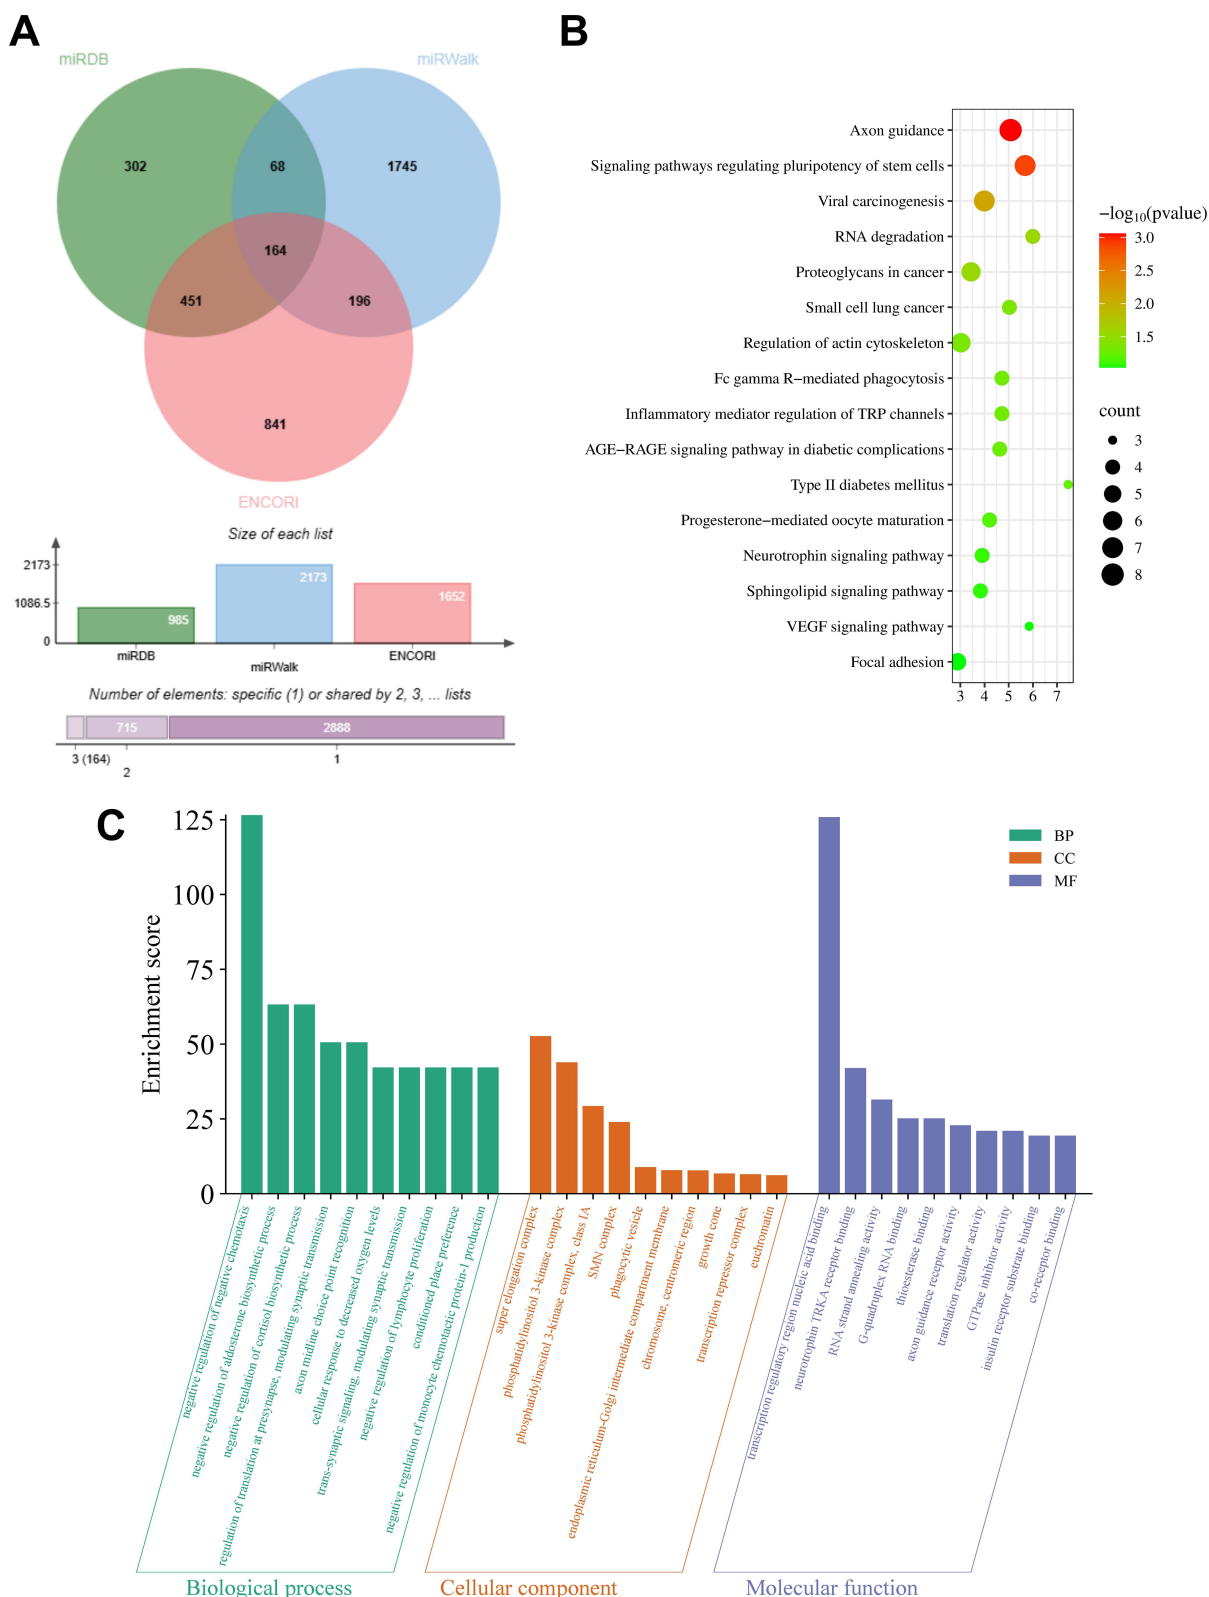 A
miRDB
miRWalk
302
68
1745
164
451
196
841
ENCORI
Size of each list
2173
1086.5
0
985
2173
1652
miRDB
miRWalk
ENCORI
Number of elements: specific (1) or shared by 2, 3, ... lists
715
2888
3 (164)
2
1
B
Axon guidance
Signaling pathways regulating pluripotency of stem cells
Viral carcinogenesis
RNA degradation
Proteoglycans in cancer
Small cell lung cancer
Regulation of actin cytoskeleton
Fc gamma R−mediated phagocytosis
Inflammatory mediator regulation of TRP channels
AGE−RAGE signaling pathway in diabetic complications
Type II diabetes mellitus
Progesterone−mediated oocyte maturation
Neurotrophin signaling pathway
Sphingolipid signaling pathway
VEGF signaling pathway
Focal adhesion
3 4 5 6 7
−log10(pvalue)
3.0
2.5
2.0
1.5
count
3
4
5
6
7
8
C
Enrichment score
125
100
75
50
25
0
BP
CC
MF
negative regulation of negative chemotaxis
negative regulation of aldosterone biosynthetic process
negative regulation of cortisol biosynthetic process
regulation of translation at presynapse, modulating synaptic transmission
axon midline choice point recognition
cellular response to decreased oxygen levels
trans-synaptic signaling, modulating synaptic transmission
negative regulation of lymphocyte proliferation
conditioned place preference
negative regulation of monocyte chemotactic protein-1 production
super elongation complex
phosphatidylinositol 3-kinase complex
phosphatidylinositol 3-kinase complex, class IA
SMN complex
phagocytic vesicle
endoplasmic reticulum-Golgi intermediate compartment membrane
chromosome, centromeric region
growth cone
transcription repressor complex
euchromatin
transcription regulatory region nucleic acid binding
neurotrophin TRKA receptor binding
RNA strand annealing activity
G-quadruplex RNA binding
thioesterase binding
axon guidance receptor activity
translation regulator activity
GTPase inhibitor activity
insulin receptor substrate binding
co-receptor binding
Biological process
Cellular component
Molecular function